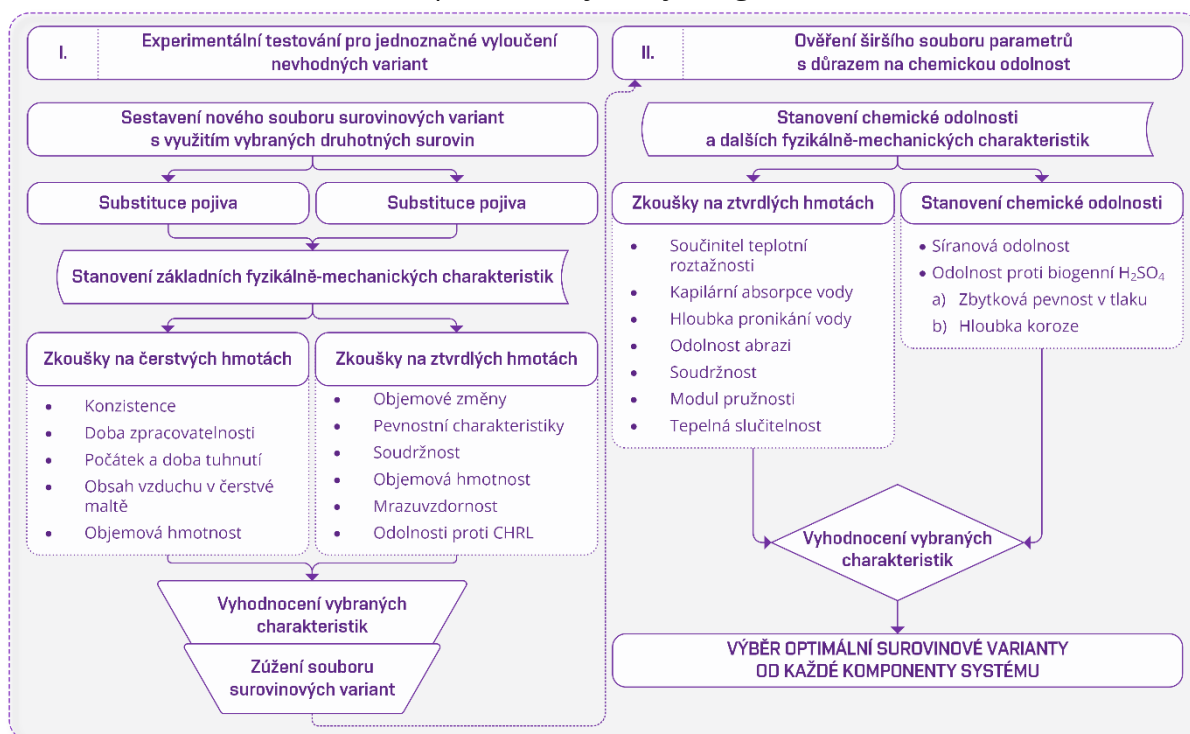 I.
Experimentální testování pro jednoznačné vyloučení
nevhodných variant
Sestavení nového souboru surovinových variant
s využitím vybraných druhotných surovin
Substituce pojiva
Substituce pojiva
Stanovení základních fyzikálně-mechanických charakteristik
Zkoušky na čerstvých hmotách
• Konzistence
• Doba zpracovatelnosti
• Počátek a doba tuhnutí
• Obsah vzduchu v čerstvé
maltě
• Objemová hmotnost
Zkoušky na ztvrdlých hmotách
• Objemové změny
• Pevnostní charakteristiky
• Soudržnost
• Objemová hmotnost
• Mrazuvzdornost
• Odolnosti proti CHRL
Vyhodnocení vybraných
charakteristik
Zúžení souboru
surovinových variant
II.
Ověření širšího souboru parametrů
s důrazem na chemickou odolnost
Stanovení chemické odolnosti
a dalších fyzikálně-mechanických charakteristik
Zkoušky na ztvrdlých hmotách
• Součinitel teplotní
roztažnosti
• Kapilární absorpce vody
• Hloubka pronikání vody
• Odolnost abrazi
• Soudržnost
• Modul pružnosti
• Tepelná slučitelnost
Stanovení chemické odolnosti
• Síranová odolnost
• Odolnost proti biogenní H₂SO₄
a) Zbytková pevnost v tlaku
b) Hloubka koroze
Vyhodnocení vybraných
charakteristik
VÝBĚR OPTIMÁLNÍ SUROVINOVÉ VARIANTY
OD KAŽDÉ KOMPONENTY SYSTÉMU